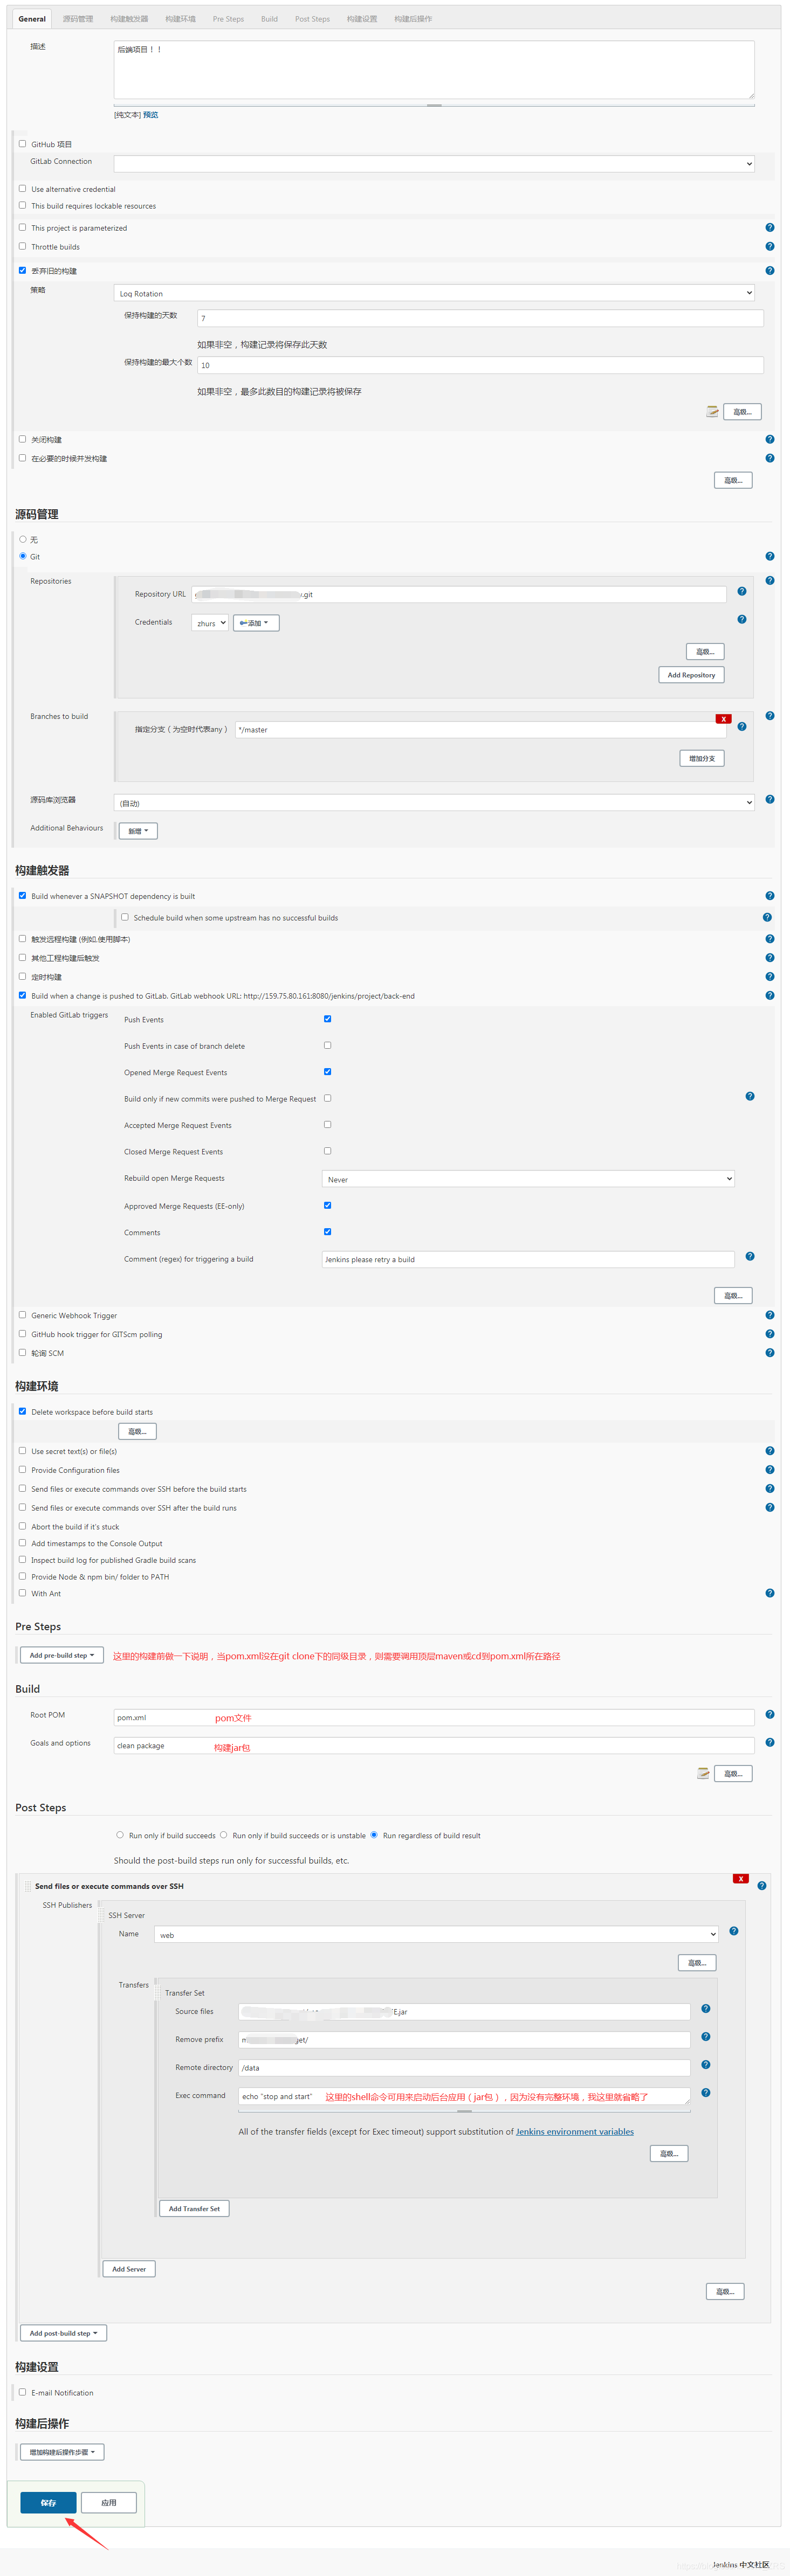 General 源码管理 构建触发器 构建环境 Pre Steps Build Post Steps 构建设置 构建后操作
描述
后端项目！！
[纯文本] 预览
GitHub 项目
GitLab Connection
Use alternative credential
This build requires lockable resources
This project is parameterized
Throttle builds
丢弃旧的构建
策略
Log Rotation
保持构建的天数
7
如果非空，构建记录将保存此天数
保持构建的最大个数
10
如果非空，最多此数目的构建记录将被保存
高级...
关闭构建
在必要的时候并发构建
高级...
源码管理
无
Git
Repositories
Repository URL
.git
Credentials
zhurs
添加
高级...
Add Repository
Branches to build
X
指定分支（为空时代表any）
*/master
增加分支
源码库浏览器
(自动)
Additional Behaviours
新增
构建触发器
Build whenever a SNAPSHOT dependency is built
Schedule build when some upstream has no successful builds
触发远程构建 (例如,使用脚本)
其他工程构建后触发
定时构建
Build when a change is pushed to GitLab. GitLab webhook URL: http://159.75.80.161:8080/jenkins/project/back-end
Enabled GitLab triggers
Push Events
Push Events in case of branch delete
Opened Merge Request Events
Build only if new commits were pushed to Merge Request
Accepted Merge Request Events
Closed Merge Request Events
Rebuild open Merge Requests
Never
Approved Merge Requests (EE-only)
Comments
Comment (regex) for triggering a build
Jenkins please retry a build
高级...
Generic Webhook Trigger
GitHub hook trigger for GITScm polling
轮询 SCM
构建环境
Delete workspace before build starts
高级...
Use secret text(s) or file(s)
Provide Configuration files
Send files or execute commands over SSH before the build starts
Send files or execute commands over SSH after the build runs
Abort the build if it's stuck
Add timestamps to the Console Output
Inspect build log for published Gradle build scans
Provide Node & npm bin/ folder to PATH
With Ant
Pre Steps
Add pre-build step
这里的构建前做一下说明，当pom.xml没在git clone下的同级目录，则需要调用顶层maven或cd到pom.xml所在路径
Build
Root POM
pom.xml
pom文件
Goals and options
clean package
构建jar包
高级...
Post Steps
Run only if build succeeds Run only if build succeeds or is unstable Run regardless of build result
Should the post-build steps run only for successful builds, etc.
X
Send files or execute commands over SSH
SSH Publishers
SSH Server
Name
web
高级...
Transfers
Transfer Set
Source files
E.jar
Remove prefix
get/
Remote directory
/data
Exec command
echo "stop and start"
这里的shell命令可用来启动后台应用（jar包），因为没有完整环境，我这里就省略了
All of the transfer fields (except for Exec timeout) support substitution of Jenkins environment variables
高级...
Add Transfer Set
Add Server
高级...
Add post-build step
构建设置
E-mail Notification
构建后操作
增加构建后操作步骤
保存 应用
Jenkins 中文社区